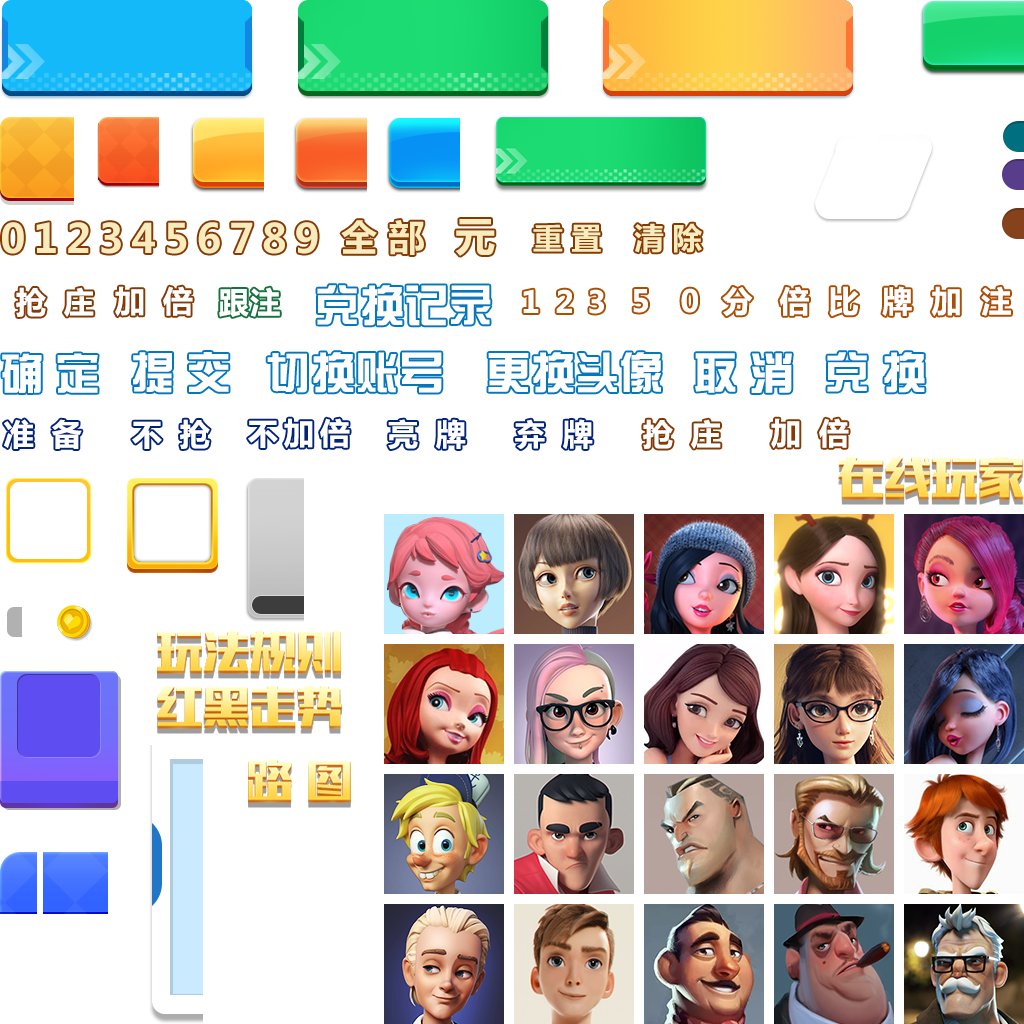 0123456789 全部 元 重置 清除
抢庄 加倍 跟注 兑换记录 1 2 3 5 0 分 倍 比 牌 加 注
确定 提交 切换账号 更换头像 取消 兑换
准备 不抢 不加倍 亮牌 弃牌 抢庄 加倍
在线玩家
玩法规则
红黑走势
路图